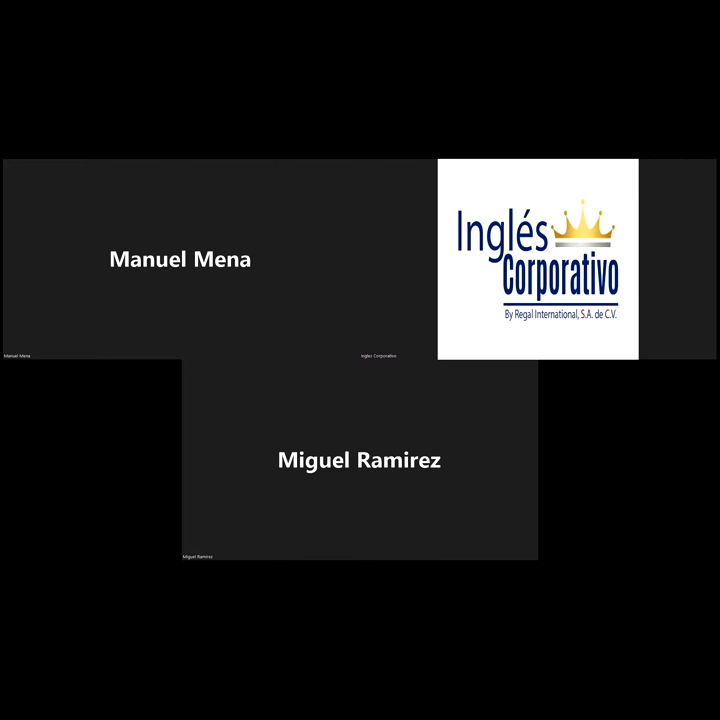 Manuel Mena
Inglés
Corporativo
By Regal International, S.A. de C.V.
Manuel Mena
Ingles Corporativo
Miguel Ramirez
Miguel Ramirez